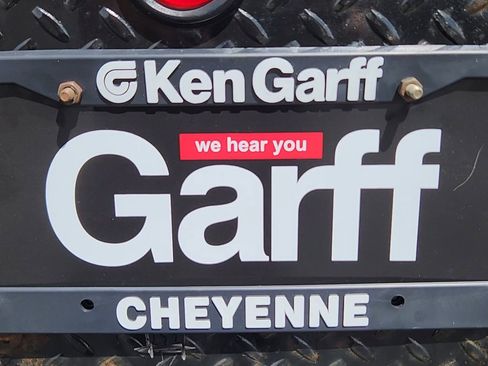 Ken Garff
we hear you
Garff
CHEYENNE